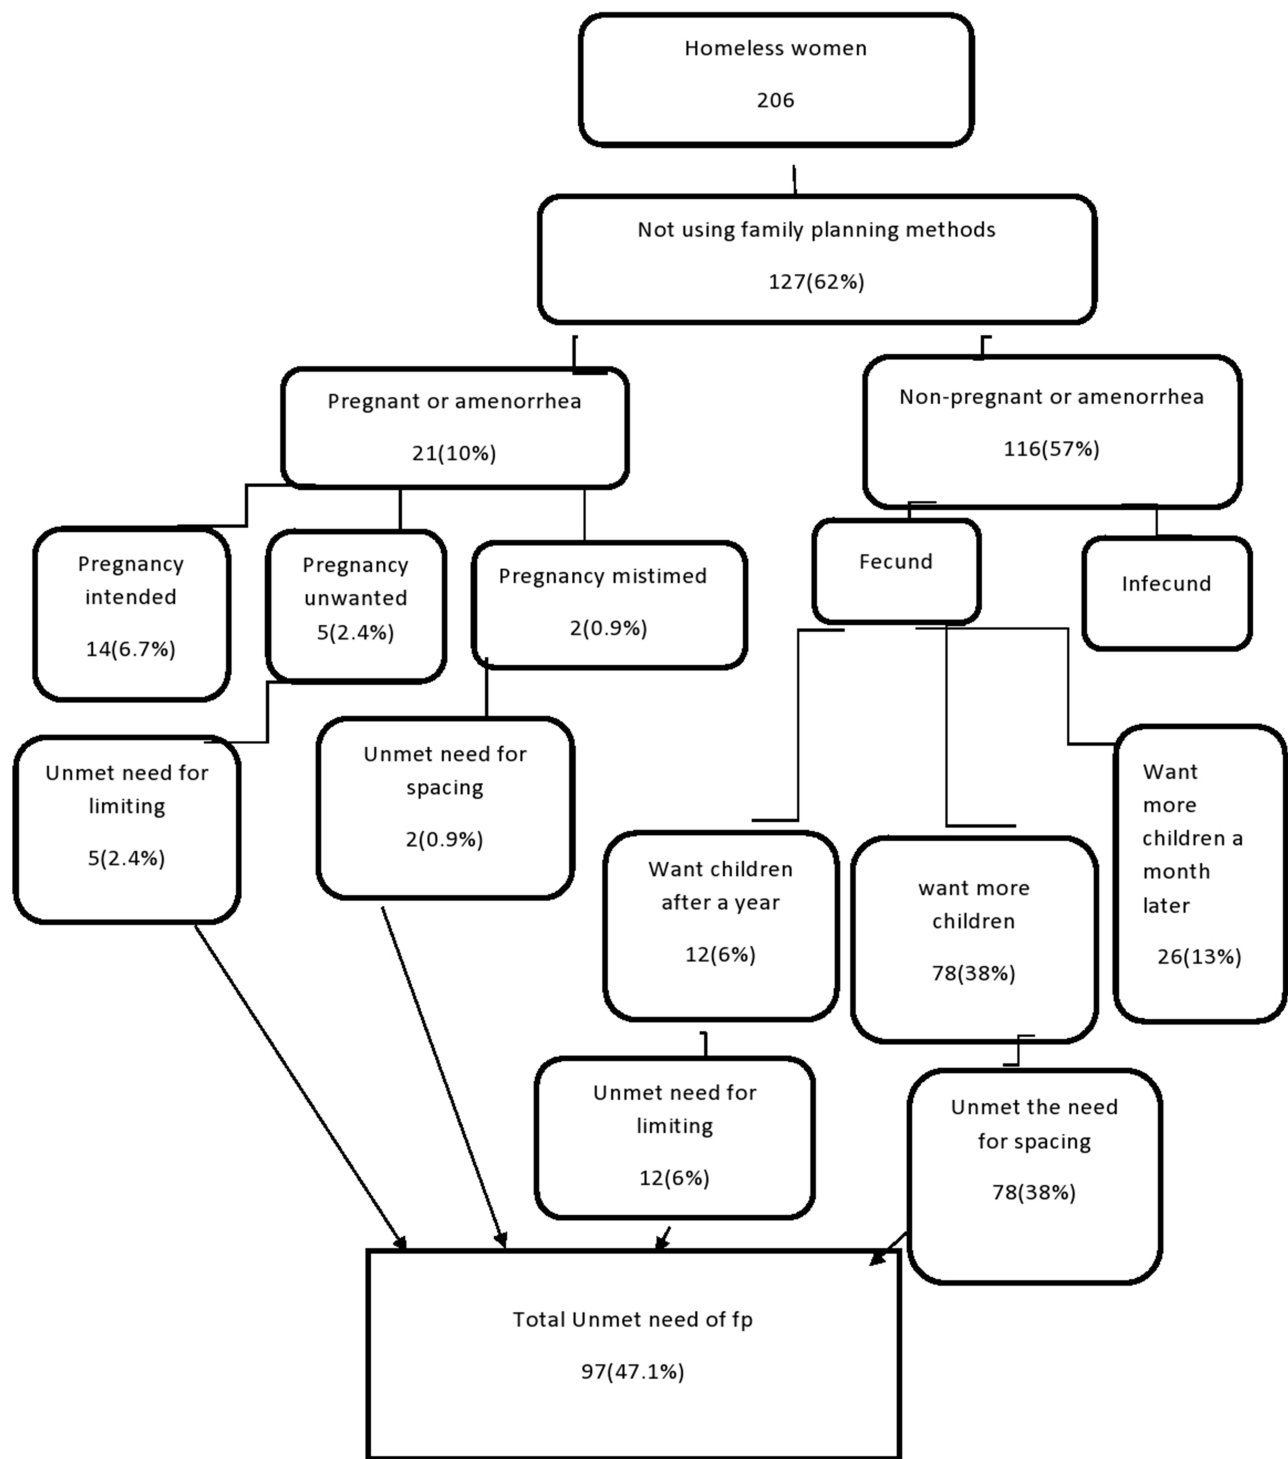 Homeless women
206
Not using family planning methods
127(62%)
Pregnant or amenorrhea
21(10%)
Non-pregnant or amenorrhea
116(57%)
Pregnancy
intended
14(6.7%)
Pregnancy
unwanted
5(2.4%)
Pregnancy mistimed
2(0.9%)
Fecund
Infecund
Unmet need for
limiting
5(2.4%)
Unmet need for
spacing
2(0.9%)
Want children
after a year
12(6%)
want more
children
78(38%)
Want
more
children a
month
later
26(13%)
Unmet need for
limiting
12(6%)
Unmet the need
for spacing
78(38%)
Total Unmet need of fp
97(47.1%)